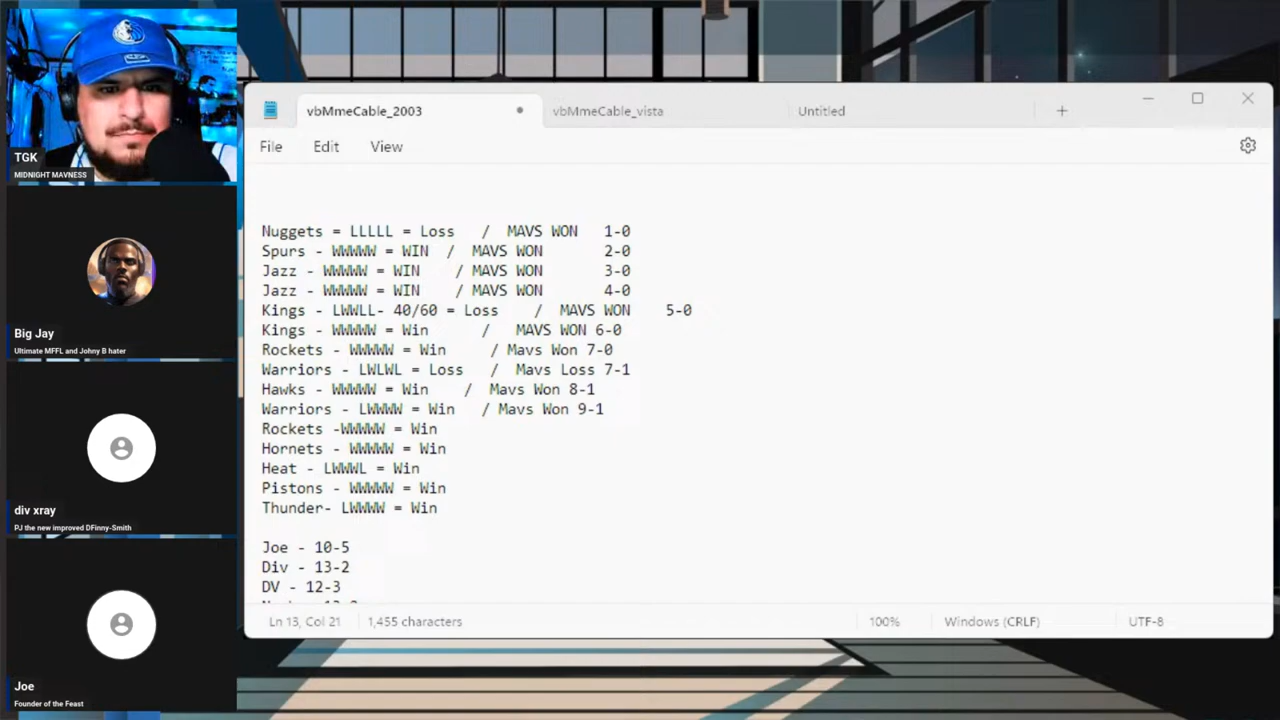 TGK
MIDNIGHT MAVNESS
Big Jay
Ultimate MFFL and Johny B hater
div xray
PJ the new improved DFinny-Smith
Joe
Founder of the Feast
vbMmeCable_2003
vbMmeCable_vista
Untitled
File Edit View
Nuggets = LLLLL = Loss / MAVS WON 1-0
Spurs - WWWWW = WIN / MAVS WON 2-0
Jazz - WWWWW = WIN / MAVS WON 3-0
Jazz - WWWWW = WIN / MAVS WON 4-0
Kings - LWWLL- 40/60 = Loss / MAVS WON 5-0
Kings - WWWWW = Win / MAVS WON 6-0
Rockets - WWWWW = Win / Mavs Won 7-0
Warriors - LWLWL = Loss / Mavs Loss 7-1
Hawks - WWWWW = Win / Mavs Won 8-1
Warriors - LWWWW = Win / Mavs Won 9-1
Rockets -WWWWW = Win
Hornets - WWWWW = Win
Heat - LWWWL = Win
Pistons - WWWWW = Win
Thunder- LWWWW = Win
Joe - 10-5
Div - 13-2
DV - 12-3
Ln 13, Col 21 1,455 characters 100% Windows (CRLF) UTF-8